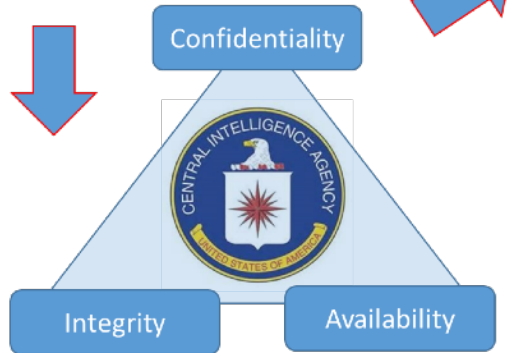 Confidentiality
CENTRAL INTELLIGENCE AGENCY
UNITED STATES OF AMERICA
Integrity
Availability